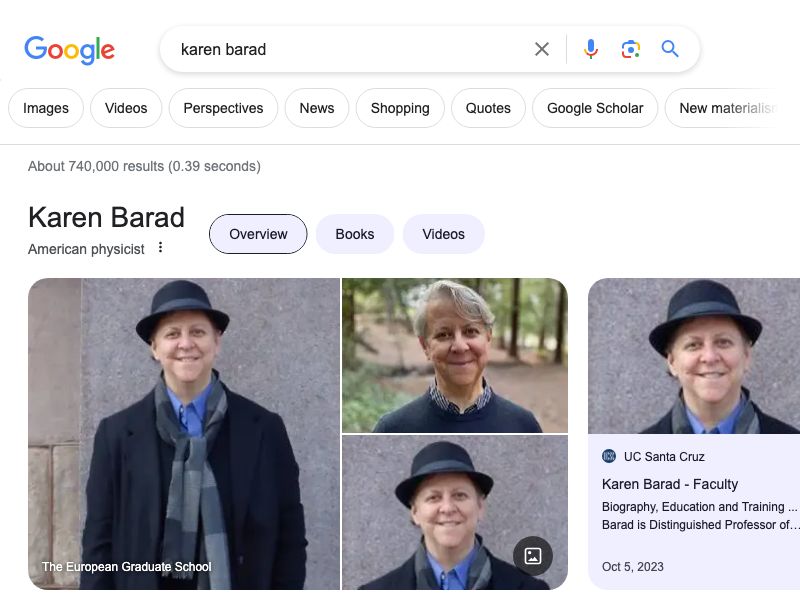 Google
karen barad
Images
Videos
Perspectives
News
Shopping
Quotes
Google Scholar
New materialism
About 740,000 results (0.39 seconds)
Karen Barad
American physicist
Overview
Books
Videos
The European Graduate School
UC Santa Cruz
Karen Barad - Faculty
Biography, Education and Training ...
Barad is Distinguished Professor of...
Oct 5, 2023